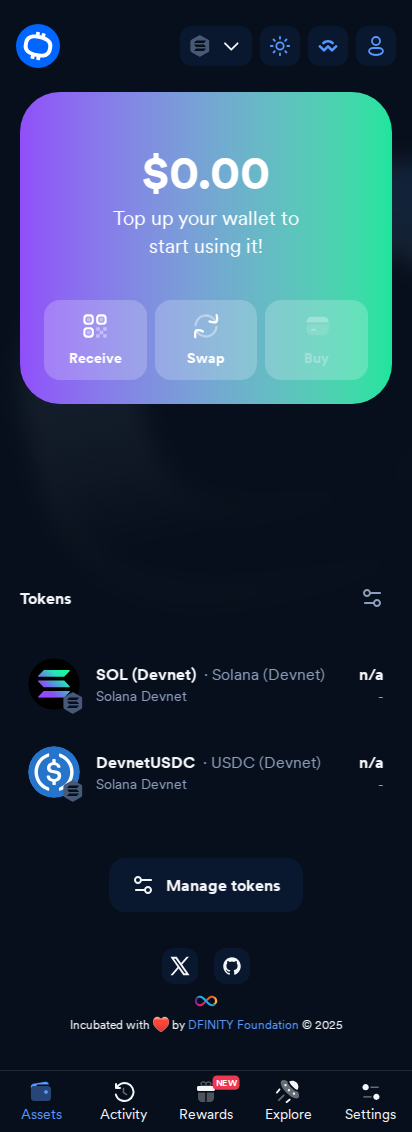 $0.00
Top up your wallet to
start using it!
Receive
Swap
Buy
Tokens
SOL (Devnet) · Solana (Devnet) n/a
Solana Devnet -
DevnetUSDC · USDC (Devnet) n/a
Solana Devnet -
Manage tokens
Incubated with ❤️ by DFINITY Foundation © 2025
NEW
Assets
Activity
Rewards
Explore
Settings